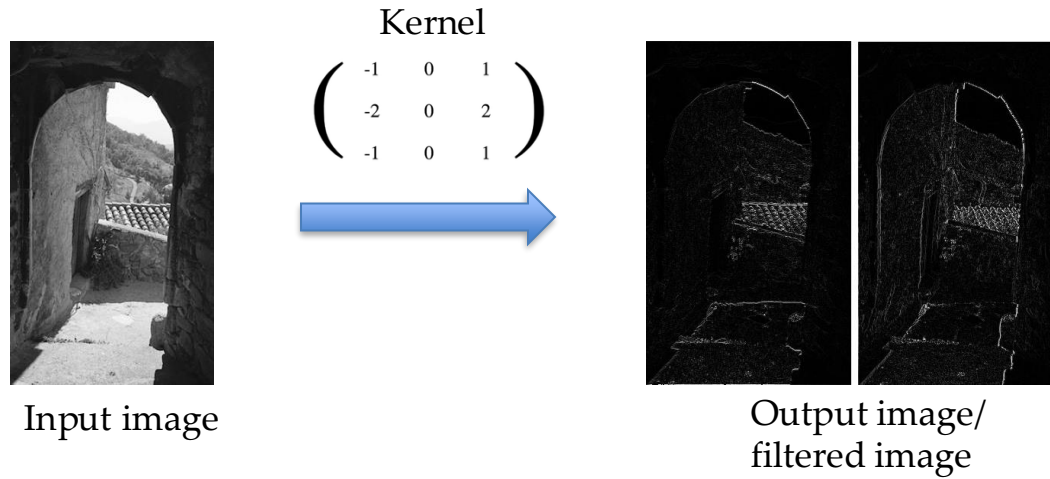 Kernel
-1 0 1
-2 0 2
-1 0 1
Input image
Output image/
filtered image